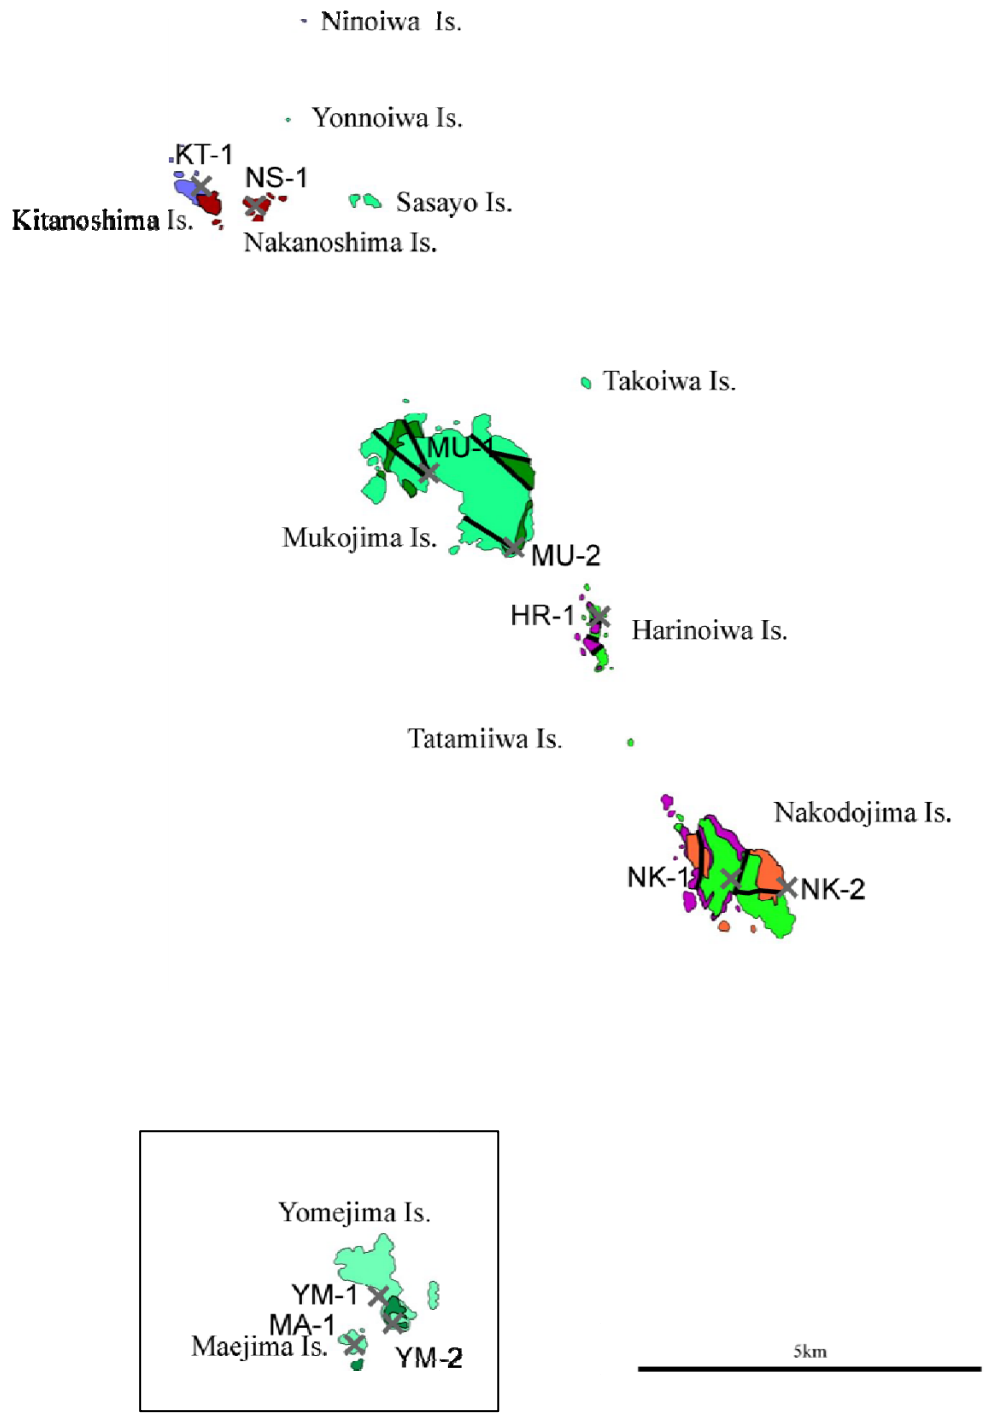 Ninoiwa Is.
Yonnoiwa Is.
KT-1
NS-1
Sasayo Is.
Kitanoshima Is.
Nakanoshima Is.
Takoiwa Is.
MU-1
Mukojima Is.
MU-2
HR-1
Harinoiwa Is.
Tatamiiwa Is.
Nakodojima Is.
NK-1
NK-2
Yomejima Is.
YM-1
MA-1
Maejima Is.
YM-2
5km